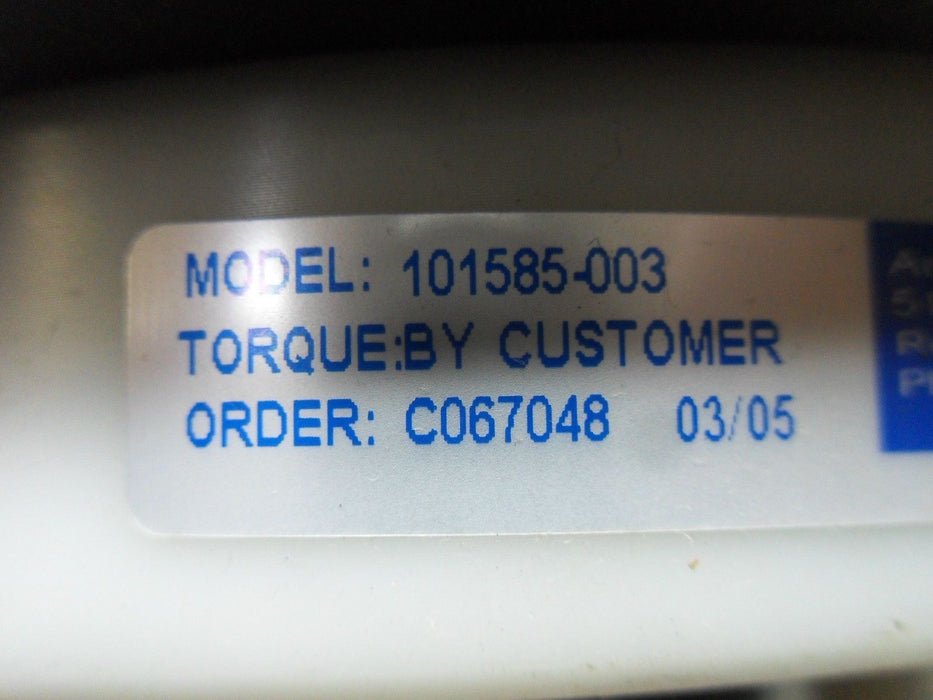 MODEL: 101585-003
TORQUE:BY CUSTOMER
ORDER: C067048 03/05